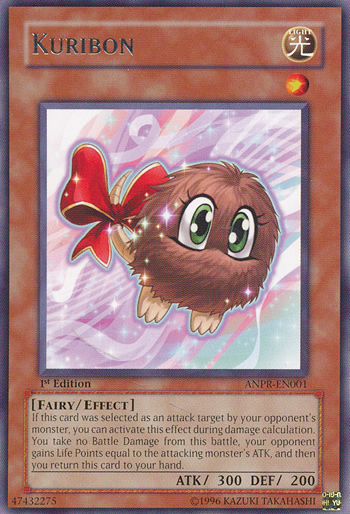 KURIBON
LIGHT
光
1st Edition
ANPR-EN001
[FAIRY/EFFECT]
If this card was selected as an attack target by your opponent's
monster, you can activate this effect during damage calculation.
You take no Battle Damage from this battle, your opponent
gains Life Points equal to the attacking monster's ATK, and then
you return this card to your hand.
ATK/ 300 DEF/ 200
47432275
©1996 KAZUKI TAKAHASHI